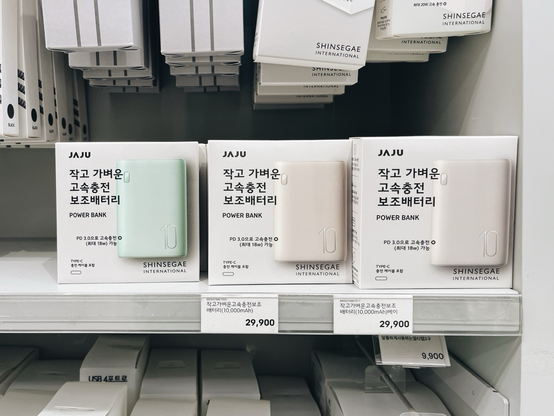 SHINSEGAE
INTERNATIONAL
SHINSEGAE
INTERNATIONAL
JAJU
작고 가벼운
고속충전
보조배터리
POWER BANK
PD 3.0으로 고속충전
(최대 18w) 가능
TYPE-C
충전 케이블 포함
10
SHINSEGAE
INTERNATIONAL
JAJU
작고 가벼운
고속충전
보조배터리
POWER BANK
PD 3.0으로 고속충전
(최대 18w) 가능
TYPE-C
충전 케이블 포함
10
SHINSEGAE
INTERNATIONAL
JAJU
작고 가벼운
고속충전
보조배터리
POWER BANK
PD 3.0으로 고속충전
(최대 18w) 가능
TYPE-C
충전 케이블 포함
10
SHINSEGAE
INTERNATIONAL
작고가벼운고속충전보조
배터리(10,000mAh)
29,900
작고가벼운고속충전보조
배터리(10,000mAh)베이
29,900
9,900
USB 4포트